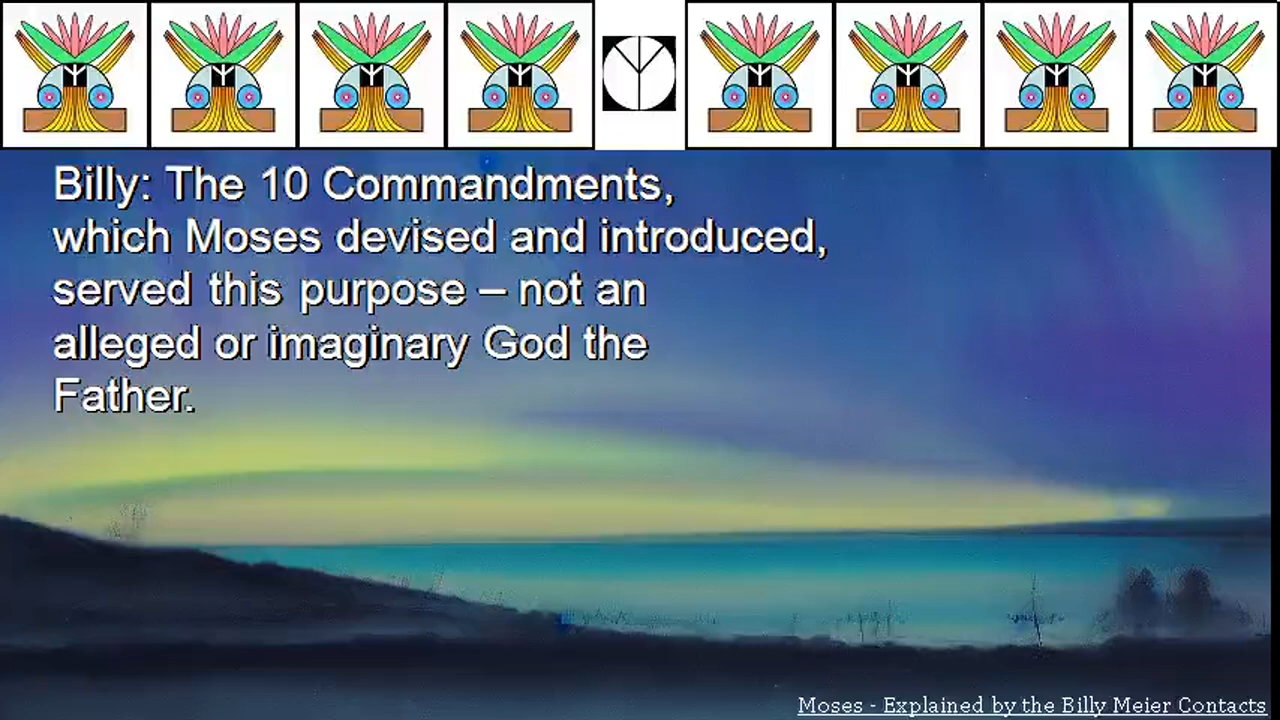 Billy: The 10 Commandments,
which Moses devised and introduced,
served this purpose – not an
alleged or imaginary God the
Father.
Moses - Explained by the Billy Meier Contacts